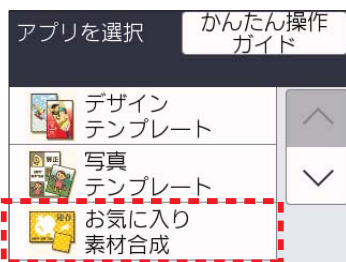 アプリを選択
かんたん操作
ガイド
デザイン
テンプレート
写真
テンプレート
お気に入り
素材合成